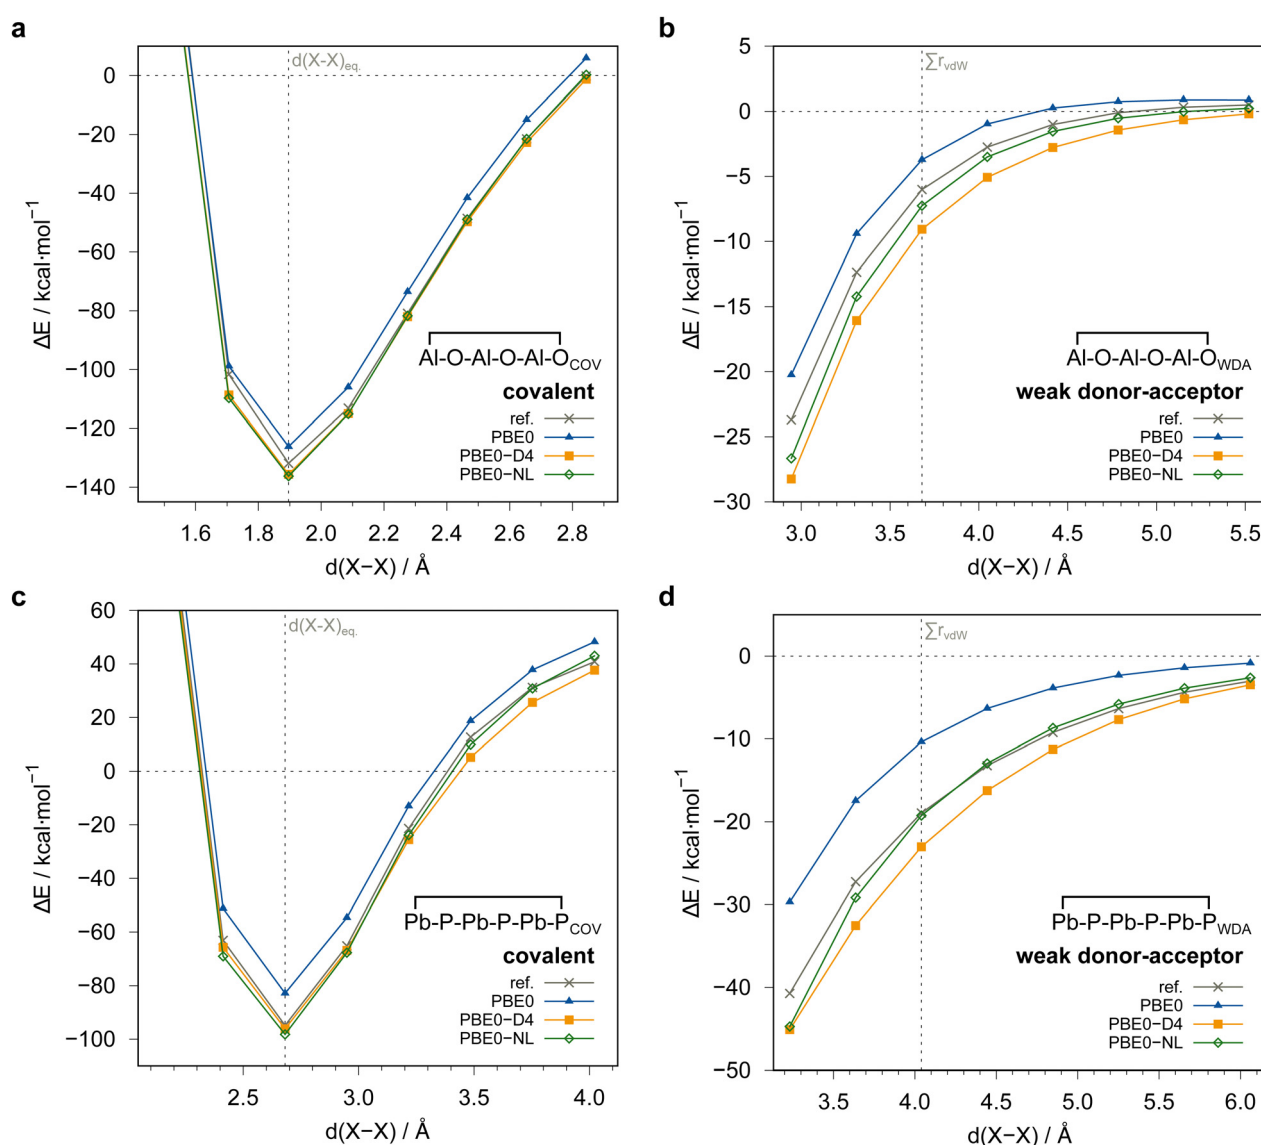 a
d(X-X)eq.
0
−20
−40
−60
−80
−100
−120
−140
ΔE / kcal·mol−1
Al-O-Al-O-Al-OCOV
covalent
ref.
PBE0
PBE0−D4
PBE0−NL
1.6 1.8 2.0 2.2 2.4 2.6 2.8
d(X−X) / Å
b
∑rvdW
5
0
−5
−10
−15
−20
−25
−30
ΔE / kcal·mol−1
Al-O-Al-O-Al-OWDA
weak donor-acceptor
ref.
PBE0
PBE0−D4
PBE0−NL
3.0 3.5 4.0 4.5 5.0 5.5
d(X−X) / Å
c
d(X-X)eq.
60
40
20
0
−20
−40
−60
−80
−100
ΔE / kcal·mol−1
Pb-P-Pb-P-Pb-PCOV
covalent
ref.
PBE0
PBE0−D4
PBE0−NL
2.5 3.0 3.5 4.0
d(X−X) / Å
d
∑rvdW
0
−10
−20
−30
−40
−50
ΔE / kcal·mol−1
Pb-P-Pb-P-Pb-PWDA
weak donor-acceptor
ref.
PBE0
PBE0−D4
PBE0−NL
3.5 4.0 4.5 5.0 5.5 6.0
d(X−X) / Å